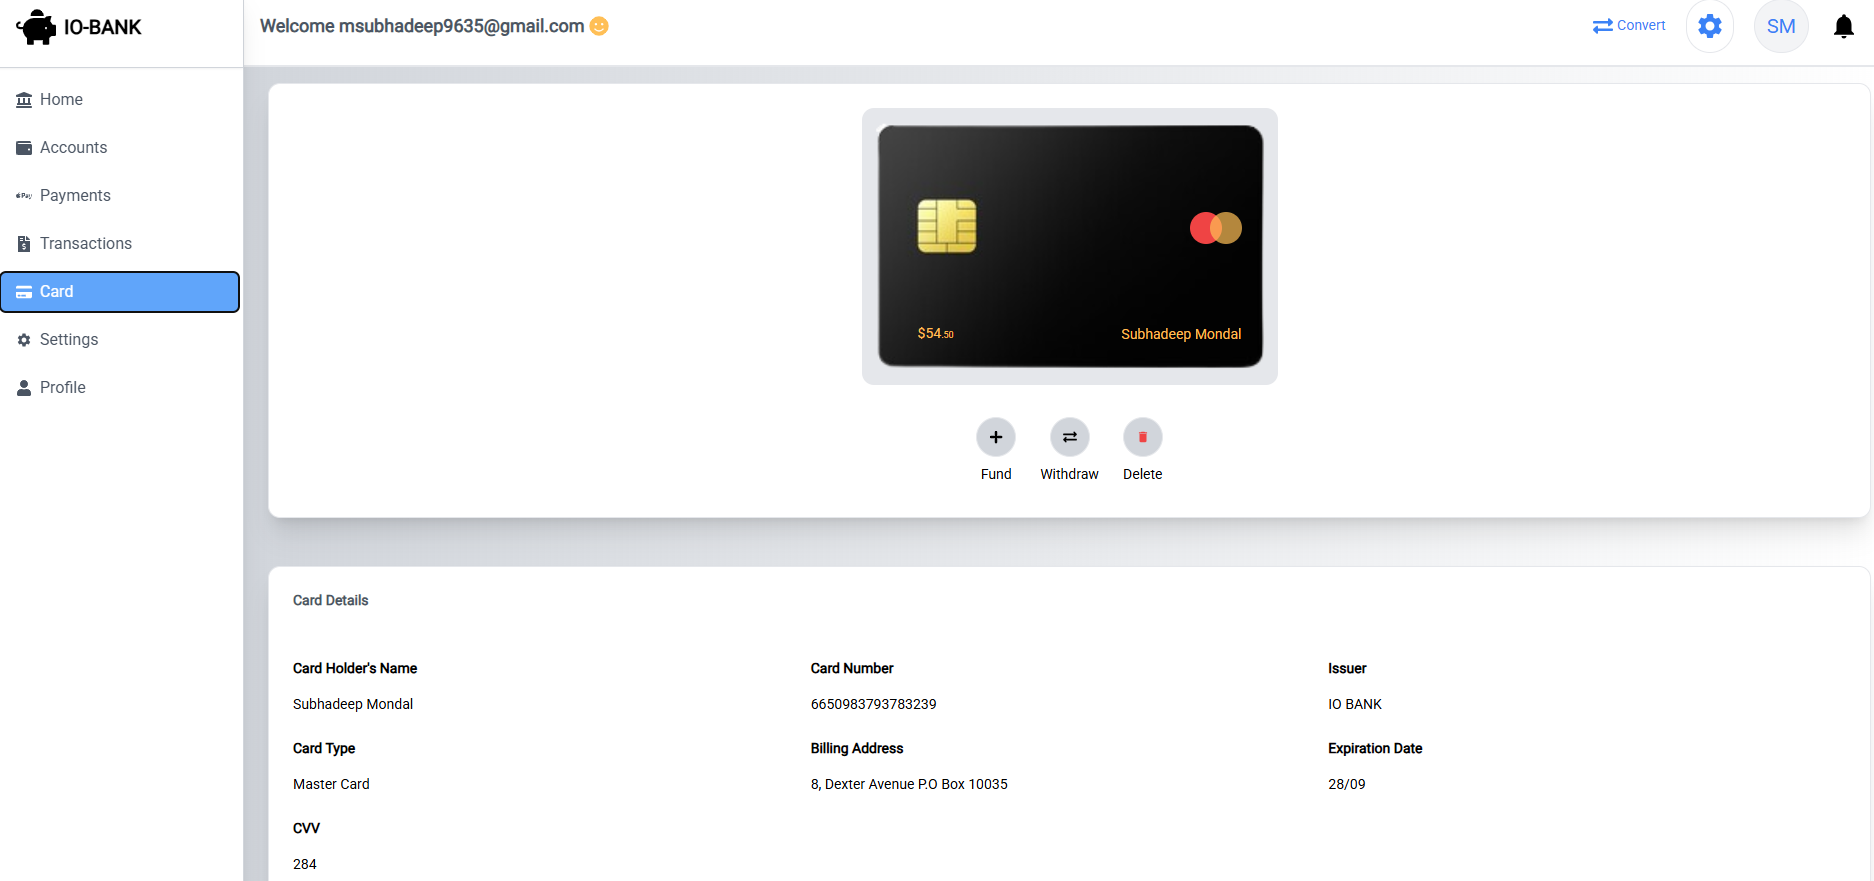 IO-BANK
Welcome msubhadeep9635@gmail.com
Convert
SM
Home
Accounts
Pay Payments
Transactions
Card
Settings
Profile
$54.50
Subhadeep Mondal
Fund
Withdraw
Delete
Card Details
Card Holder's Name
Card Number
Issuer
Subhadeep Mondal
6650983793783239
IO BANK
Card Type
Billing Address
Expiration Date
Master Card
8, Dexter Avenue P.O Box 10035
28/09
CVV
284